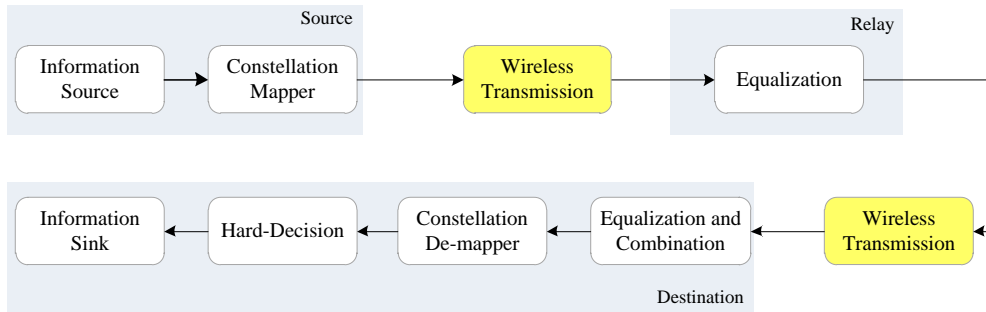 Source
Relay
Information
Source
Constellation
Mapper
Wireless
Transmission
Equalization
Information
Sink
Hard-Decision
Constellation
De-mapper
Equalization and
Combination
Wireless
Transmission
Destination